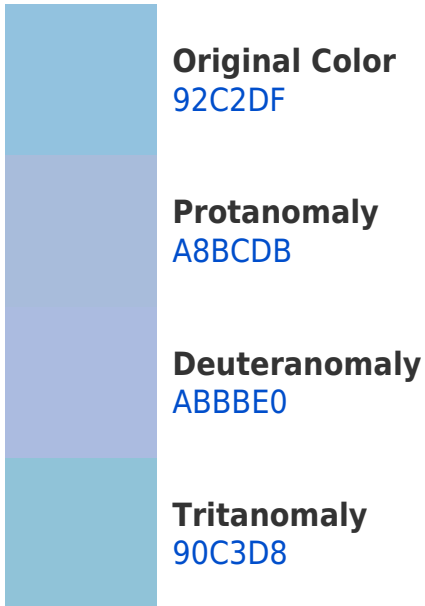 Original Color
92C2DF
Protanomaly
A8BCDB
Deuteranomaly
ABBBE0
Tritanomaly
90C3D8